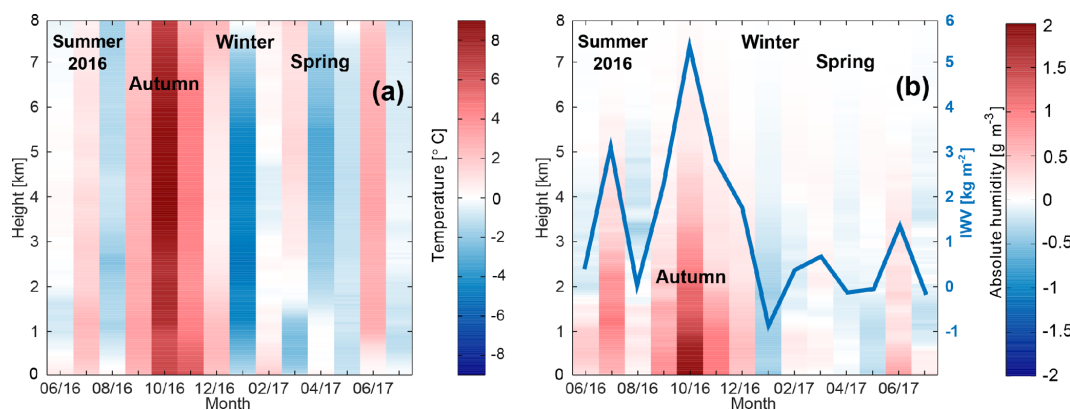 Summer
2016
Autumn
Winter
Spring
(a)
8
7
6
5
4
3
2
1
0
Height [km]
06/16 08/16 10/16 12/16 02/17 04/17 06/17
Month
8
6
4
2
0
-2
-4
-6
-8
Temperature [° C]
Summer
2016
Autumn
Winter
Spring
(b)
8
7
6
5
4
3
2
1
0
Height [km]
06/16 08/16 10/16 12/16 02/17 04/17 06/17
Month
6
5
4
3
2
1
0
-1
IWV [kg m-2]
2
1.5
1
0.5
0
-0.5
-1
-1.5
-2
Absolute humidity [g m-3]